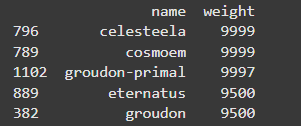 name weight
796 celesteela 9999
789 cosmoem 9999
1102 groudon-primal 9997
889 eternatus 9500
382 groudon 9500